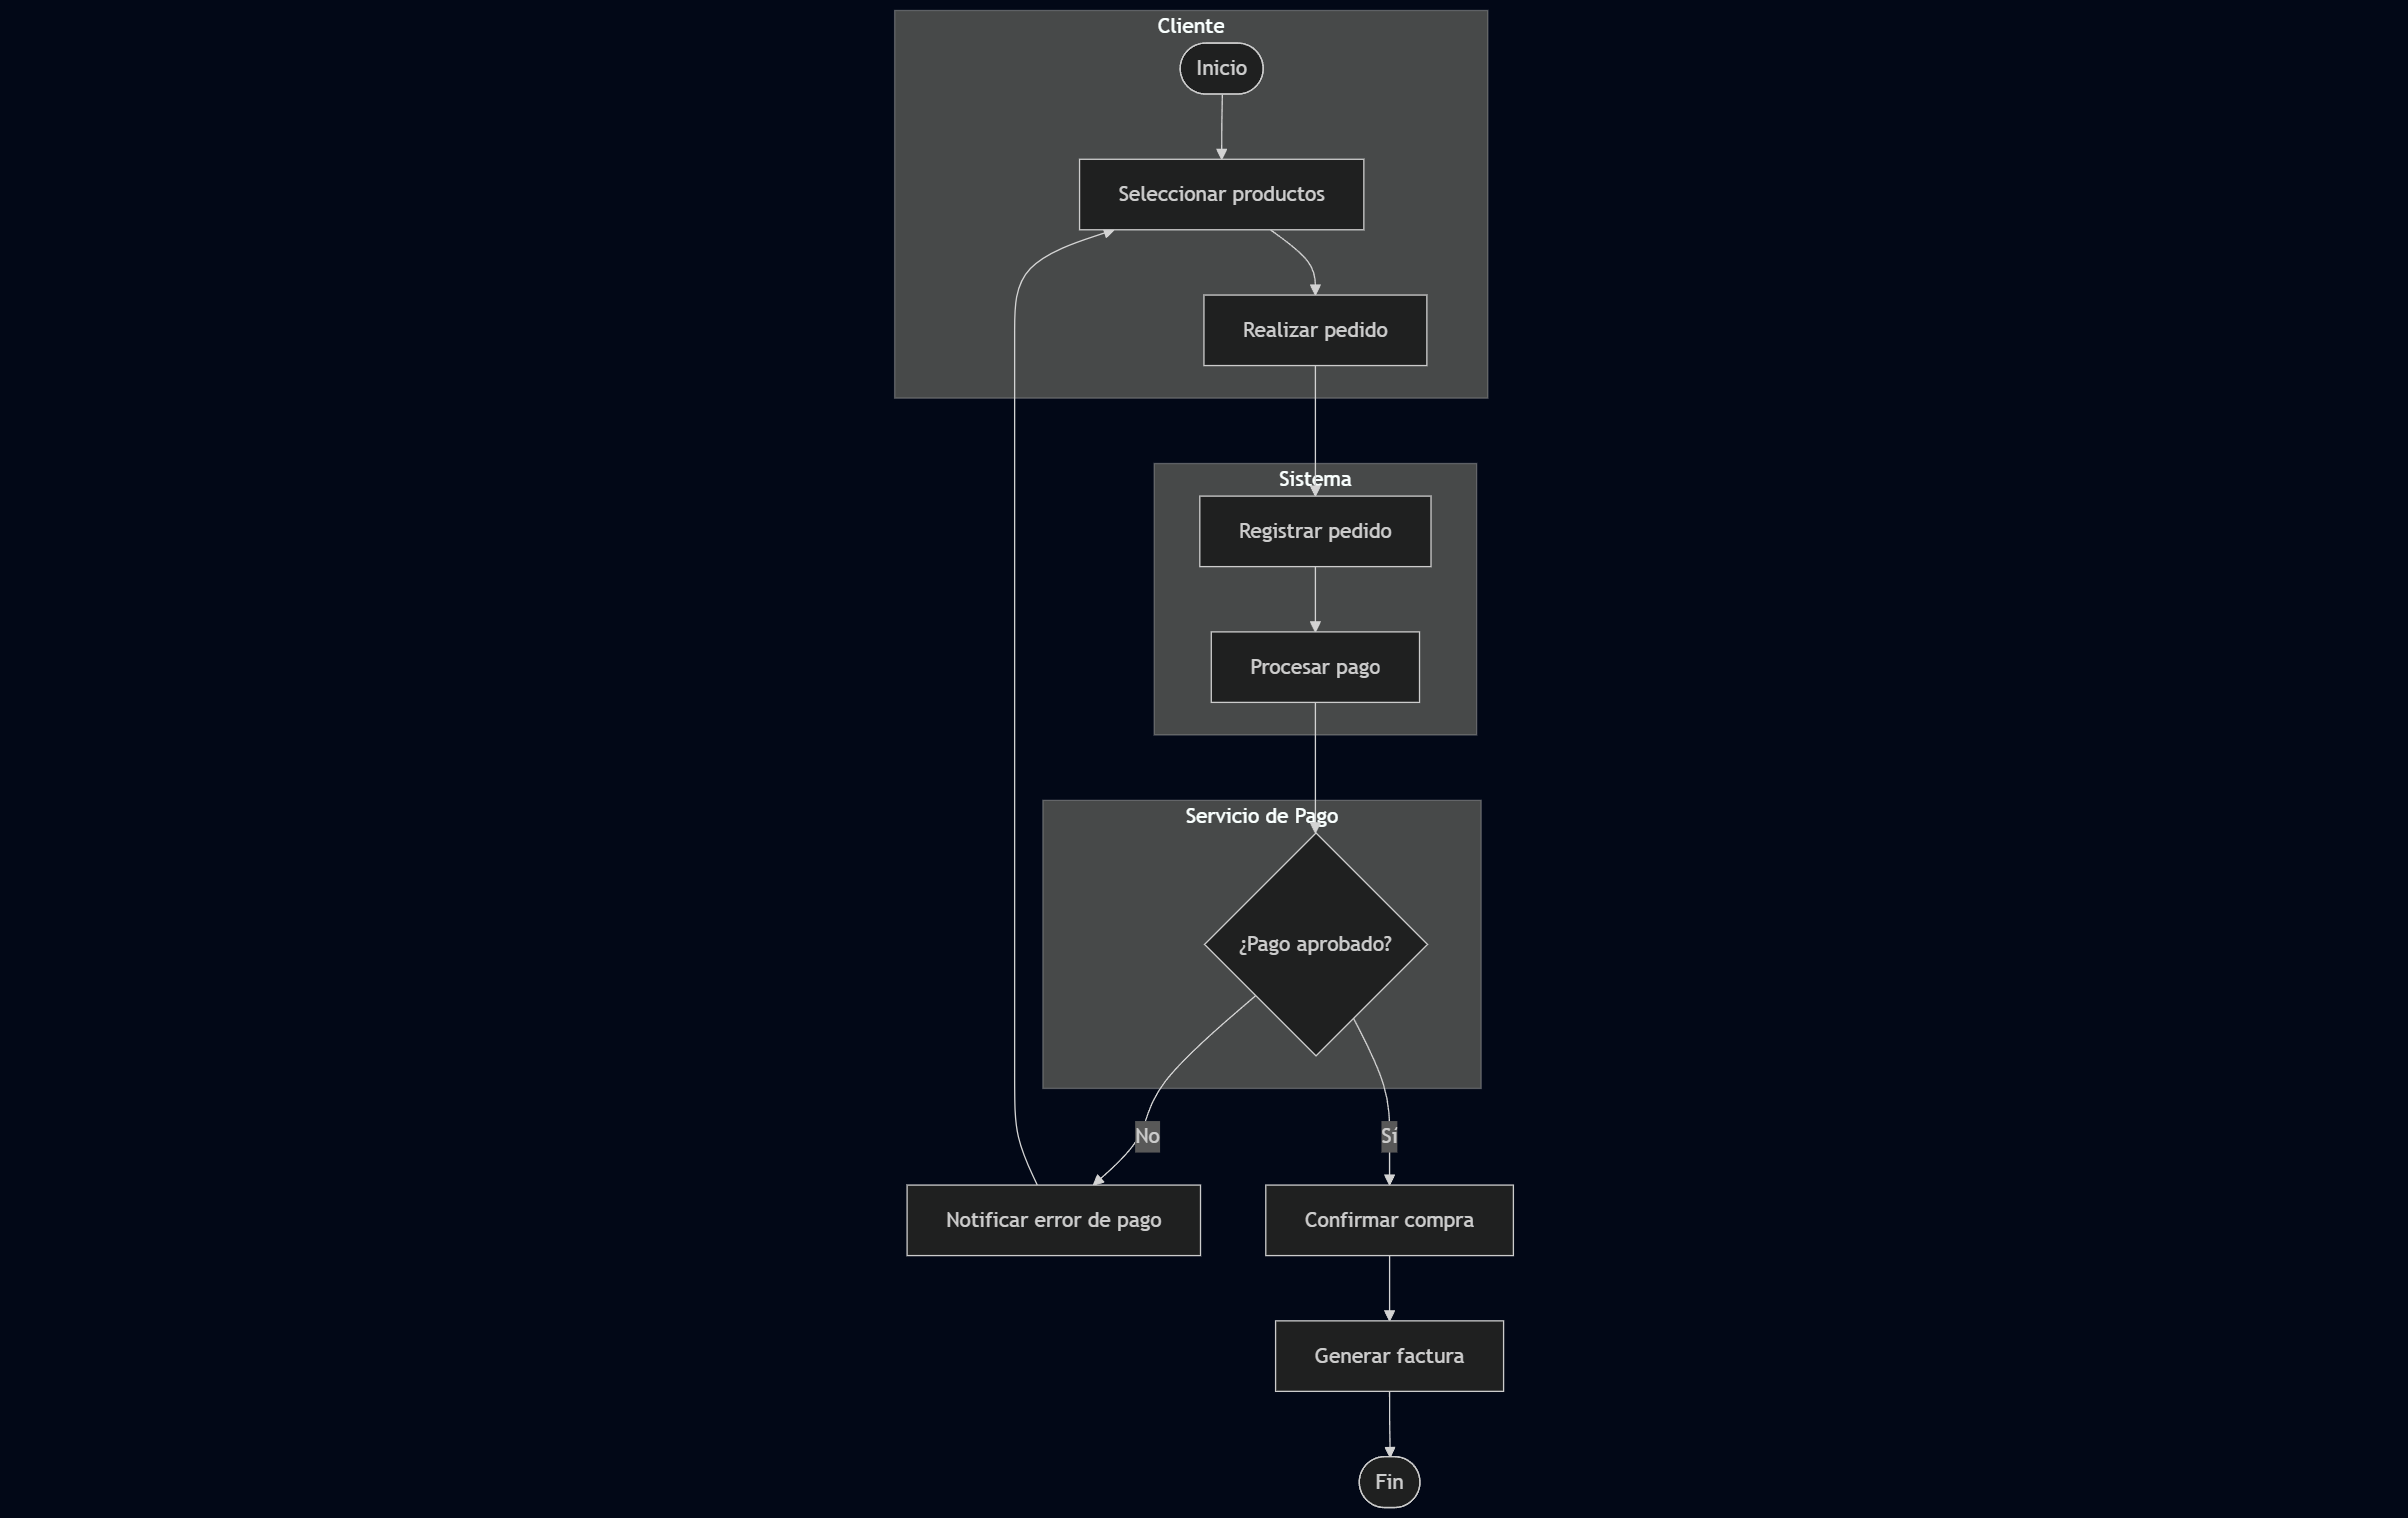 Cliente
Inicio
Seleccionar productos
Realizar pedido
Sistema
Registrar pedido
Procesar pago
Servicio de Pago
¿Pago aprobado?
No
Sí
Notificar error de pago
Confirmar compra
Generar factura
Fin